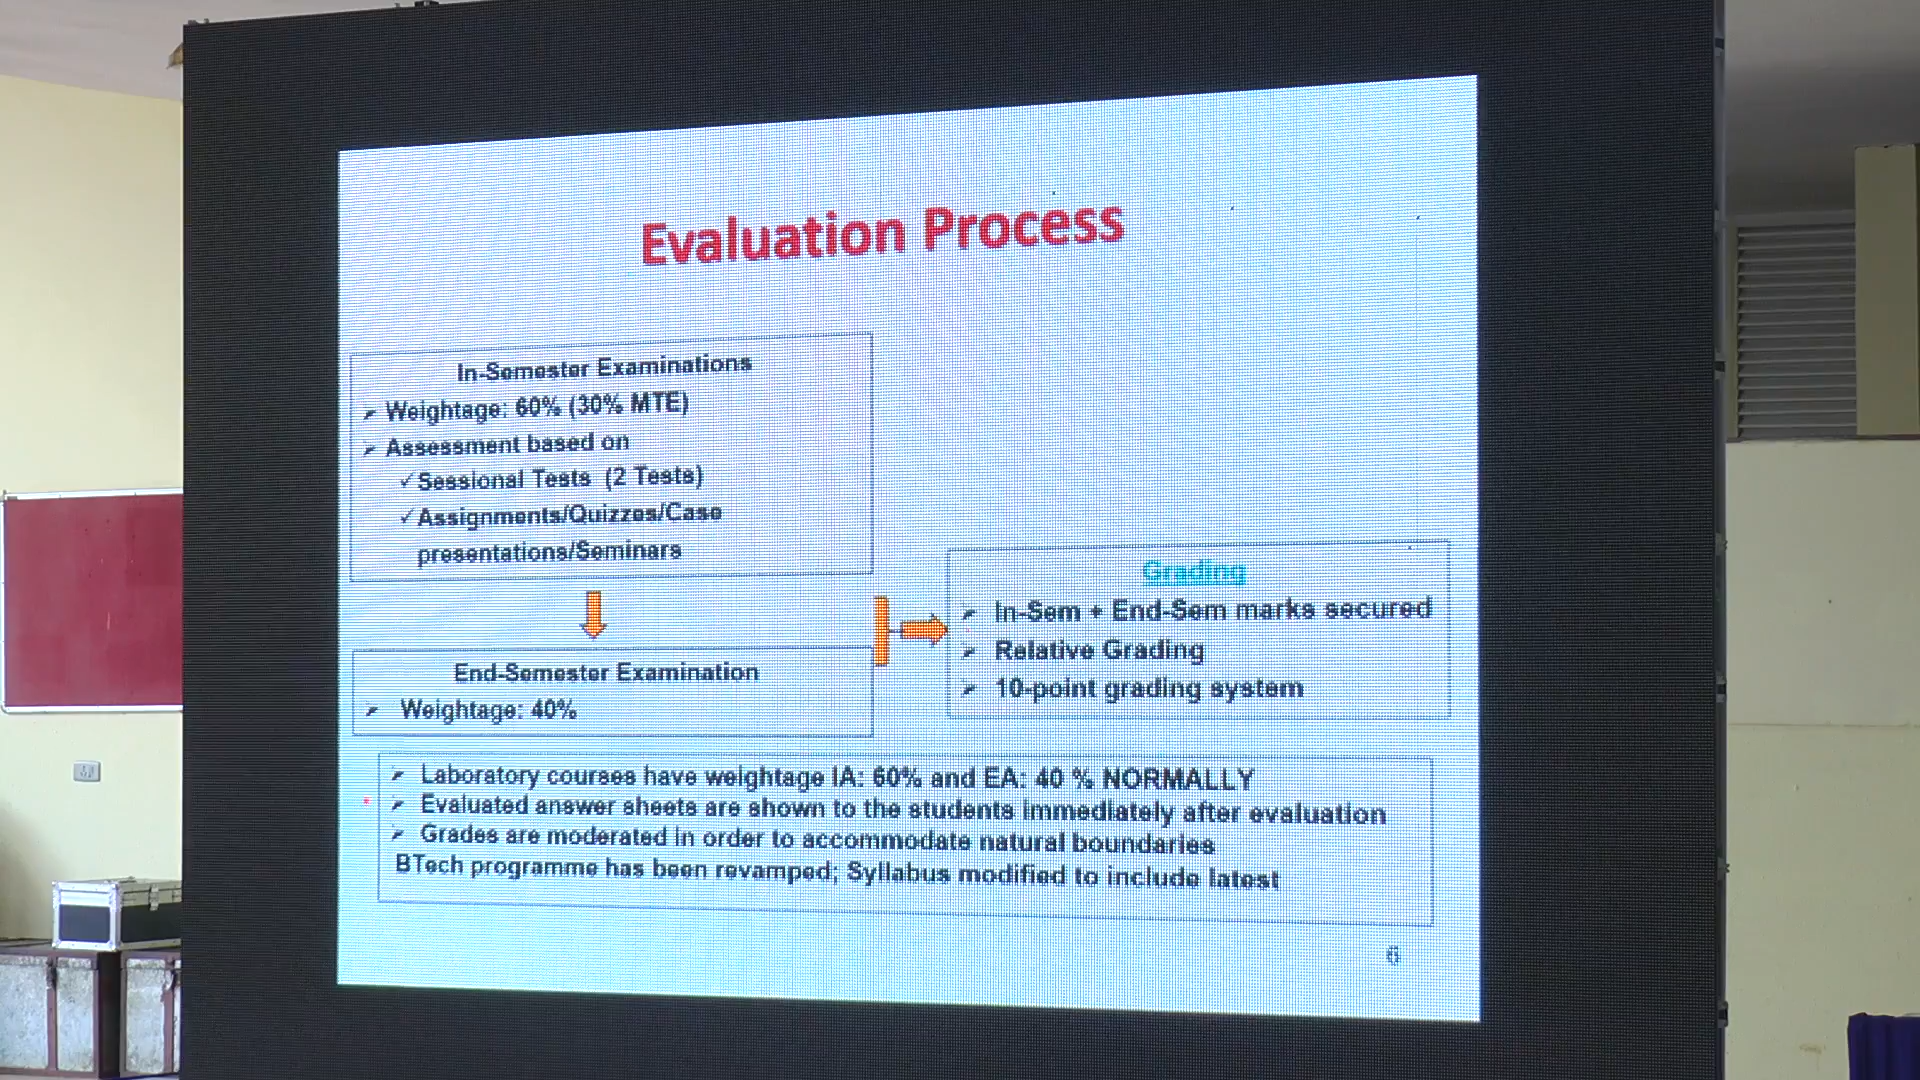 Evaluation Process
In-Semester Examinations
➢ Weightage: 60% (30% MTE)
➢ Assessment based on
✓Sessional Tests (2 Tests)
✓Assignments/Quizzes/Case
presentations/Seminars
End-Semester Examination
➢ Weightage: 40%
Grading
➢ In-Sem + End-Sem marks secured
➢ Relative Grading
➢ 10-point grading system
➢ Laboratory courses have weightage IA: 60% and EA: 40 % NORMALLY
➢ Evaluated answer sheets are shown to the students immediately after evaluation
➢ Grades are moderated in order to accommodate natural boundaries
BTech programme has been revamped; Syllabus modified to include latest
6